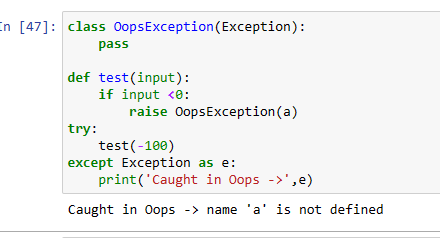 n [47]: class OopsException(Exception):
pass
def test(input):
if input <0:
raise OopsException(a)
try:
test(-100)
except Exception as e:
print('Caught in Oops ->',e)
Caught in Oops -> name 'a' is not defined